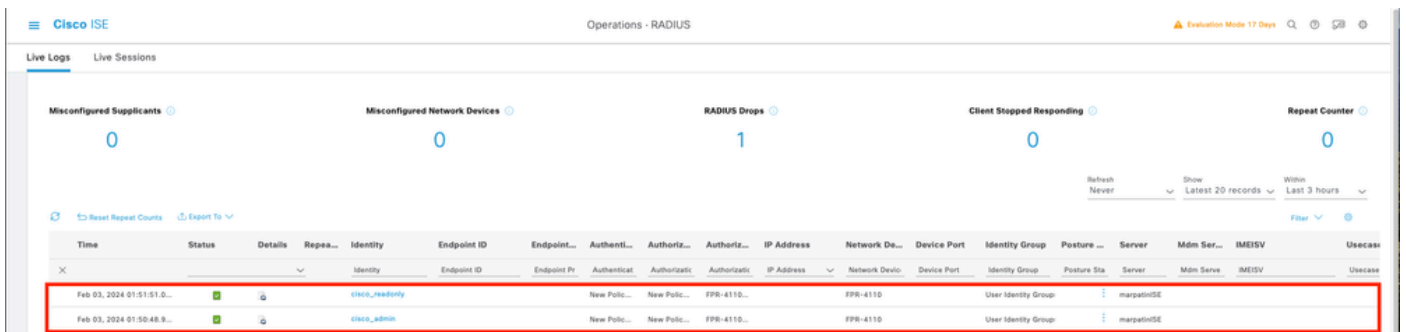 Cisco ISE
Operations - RADIUS
Evaluation Mode 17 Days
Live Logs Live Sessions
Misconfigured Supplicants Misconfigured Network Devices RADIUS Drops Client Stopped Responding Repeat Counter
0 0 1 0 0
Refresh Show Within
Never Latest 20 records Last 3 hours
Reset Repeat Counts Export To Filter
Time Status Details Repea... Identity Endpoint ID Endpoint... Authenti... Authoriz... Authoriz... IP Address Network De... Device Port Identity Group Posture ... Server Mdm Ser... IMEISV Usecase
Identity Endpoint ID Endpoint Pr Authenticat Authorizatic Authorizatic IP Address Network Devic Device Port Identity Group Posture Sta Server Mdm Serve IMEISV Usecase
Feb 03, 2024 01:51:51.0... cisco_readonly New Polic... New Polic... FPR-4110... FPR-4110 User Identity Group marpatinISE
Feb 03, 2024 01:50:48.9... cisco_admin New Polic... New Polic... FPR-4110... FPR-4110 User Identity Group marpatinISE